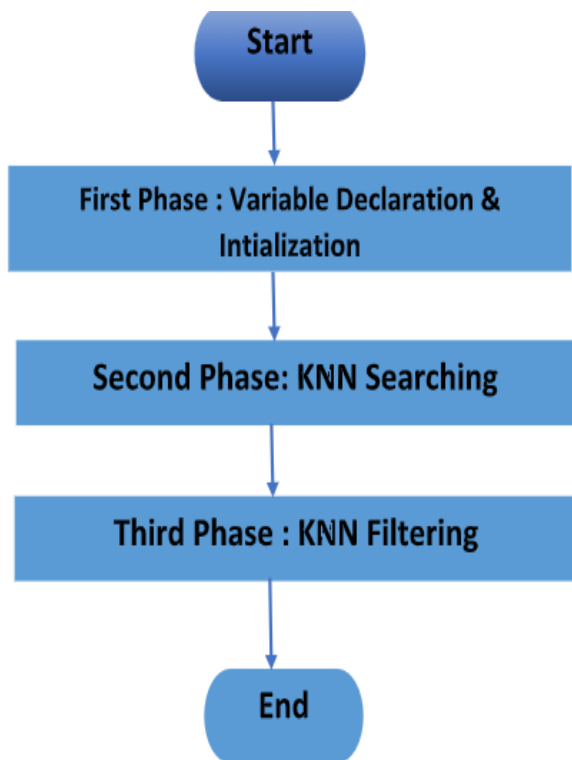 Start
First Phase : Variable Declaration &
Intialization
Second Phase: KNN Searching
Third Phase : KNN Filtering
End